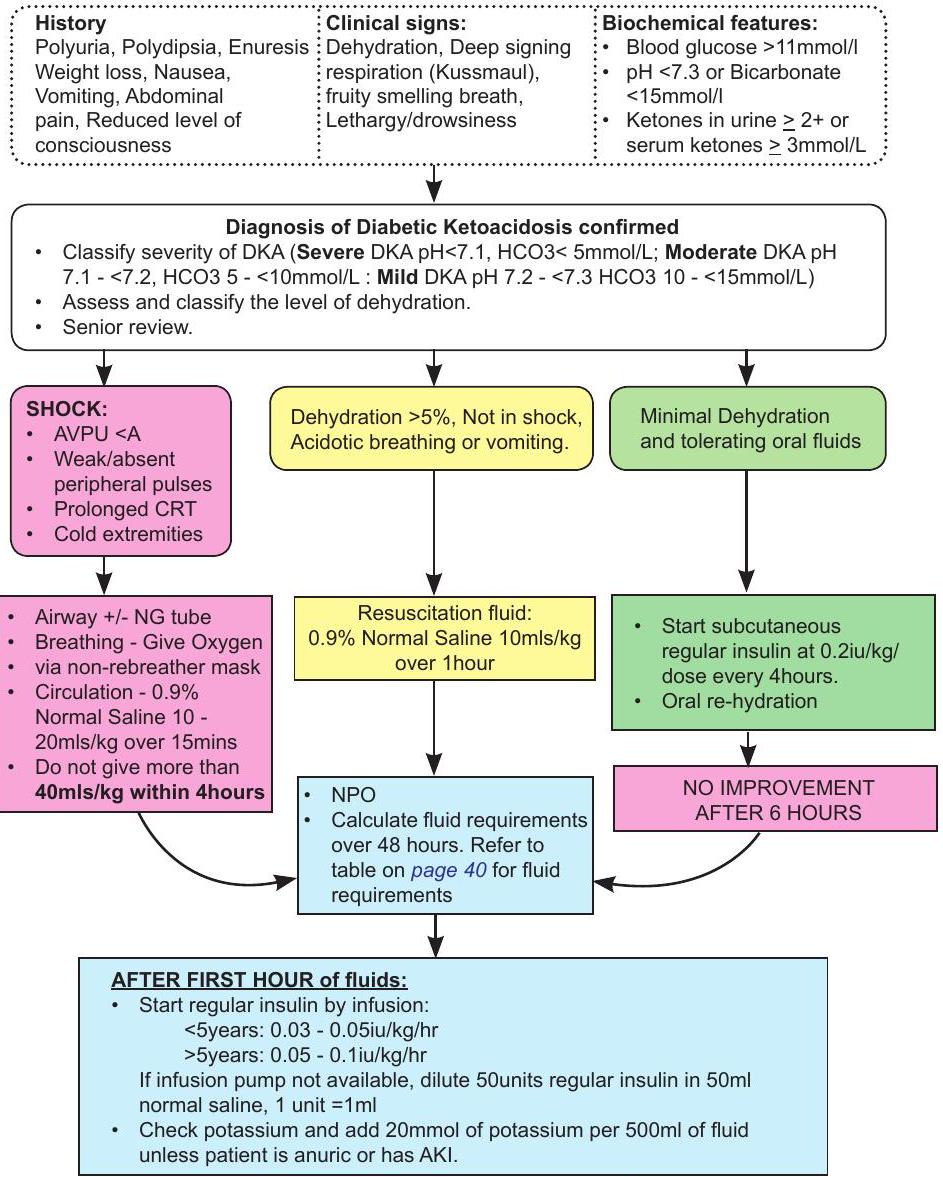 History
Polyuria, Polydipsia, Enuresis
Weight loss, Nausea,
Vomiting, Abdominal
pain, Reduced level of
consciousness
Clinical signs:
Dehydration, Deep signing
respiration (Kussmaul),
fruity smelling breath,
Lethargy/drowsiness
Biochemical features:
• Blood glucose >11mmol/l
• pH <7.3 or Bicarbonate
<15mmol/l
• Ketones in urine ≥ 2+ or
serum ketones ≥ 3mmol/L
Diagnosis of Diabetic Ketoacidosis confirmed
• Classify severity of DKA (Severe DKA pH<7.1, HCO3< 5mmol/L; Moderate DKA pH
7.1 - <7.2, HCO3 5 - <10mmol/L : Mild DKA pH 7.2 - <7.3 HCO3 10 - <15mmol/L)
• Assess and classify the level of dehydration.
• Senior review.
SHOCK:
• AVPU <A
• Weak/absent
peripheral pulses
• Prolonged CRT
• Cold extremities
Dehydration >5%, Not in shock,
Acidotic breathing or vomiting.
Minimal Dehydration
and tolerating oral fluids
• Airway +/- NG tube
• Breathing - Give Oxygen
• via non-rebreather mask
• Circulation - 0.9%
Normal Saline 10 -
20mls/kg over 15mins
• Do not give more than
40mls/kg within 4hours
Resuscitation fluid:
0.9% Normal Saline 10mls/kg
over 1hour
• Start subcutaneous
regular insulin at 0.2iu/kg/
dose every 4hours.
• Oral re-hydration
NO IMPROVEMENT
AFTER 6 HOURS
• NPO
• Calculate fluid requirements
over 48 hours. Refer to
table on page 40 for fluid
requirements
AFTER FIRST HOUR of fluids:
• Start regular insulin by infusion:
<5years: 0.03 - 0.05iu/kg/hr
>5years: 0.05 - 0.1iu/kg/hr
If infusion pump not available, dilute 50units regular insulin in 50ml
normal saline, 1 unit =1ml
• Check potassium and add 20mmol of potassium per 500ml of fluid
unless patient is anuric or has AKI.